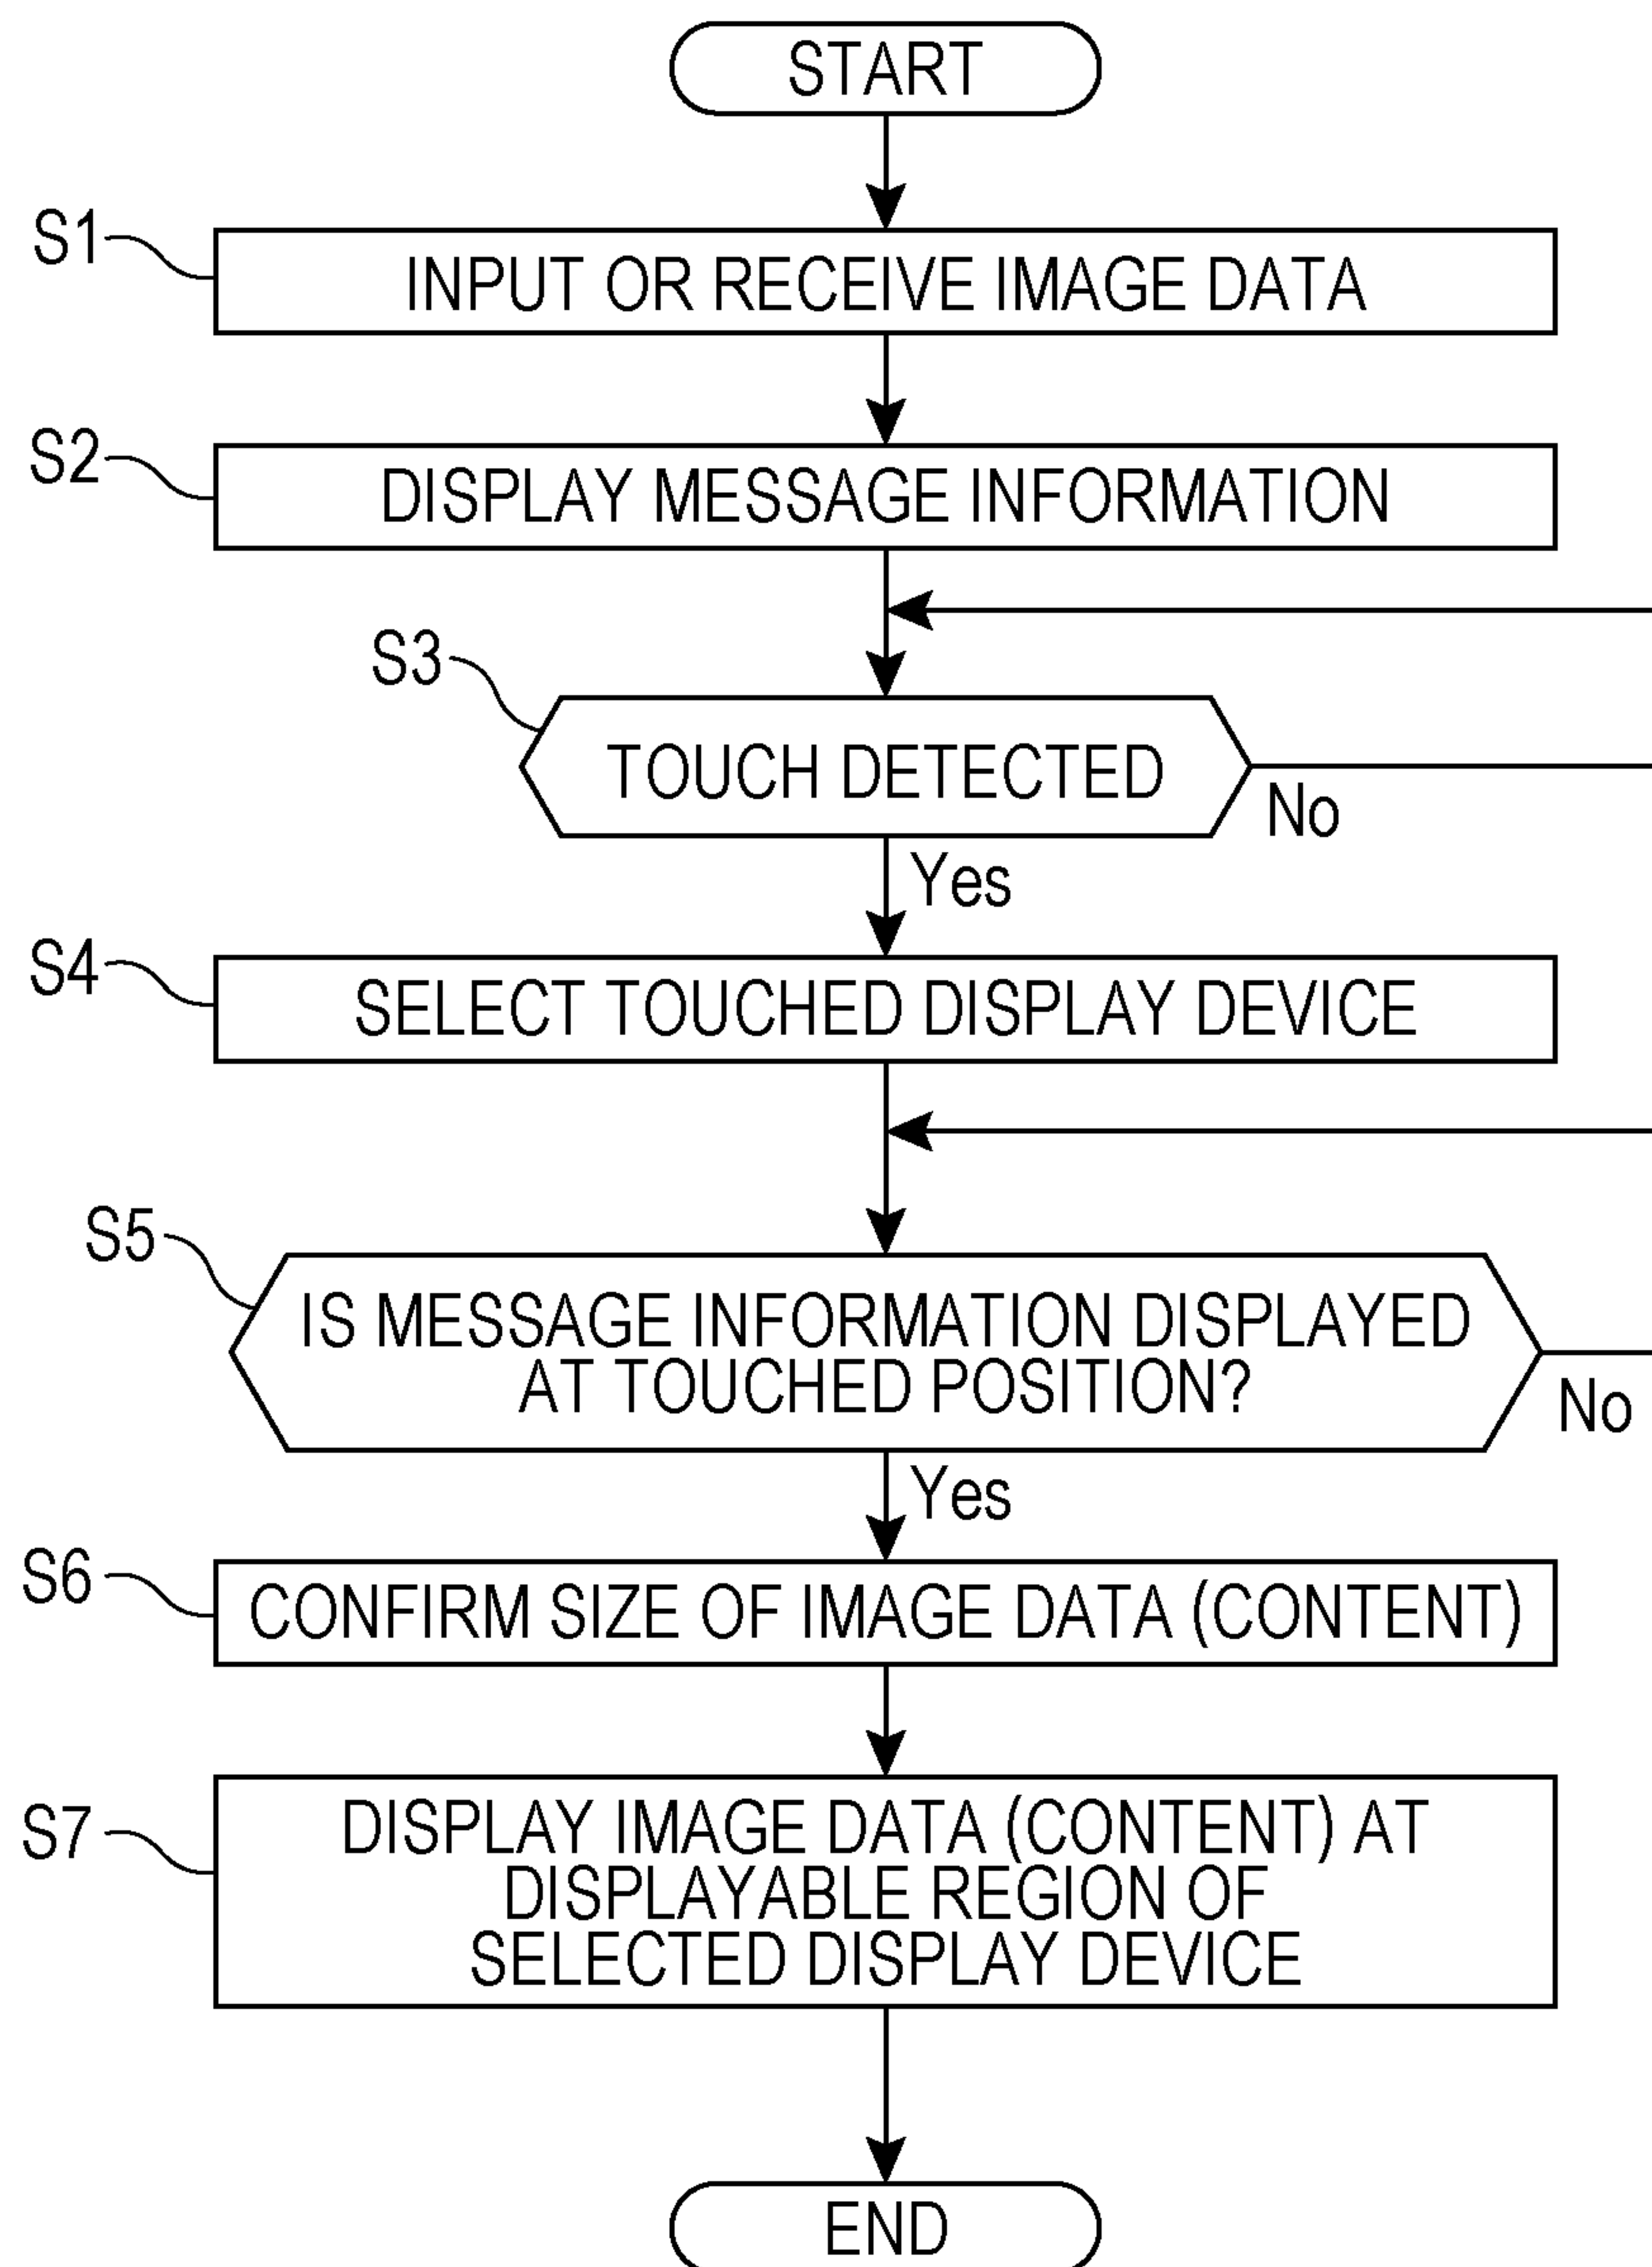 START
S1
INPUT OR RECEIVE IMAGE DATA
S2
DISPLAY MESSAGE INFORMATION
S3
TOUCH DETECTED
No
Yes
S4
SELECT TOUCHED DISPLAY DEVICE
S5
IS MESSAGE INFORMATION DISPLAYED
AT TOUCHED POSITION?
No
Yes
S6
CONFIRM SIZE OF IMAGE DATA (CONTENT)
S7
DISPLAY IMAGE DATA (CONTENT) AT
DISPLAYABLE REGION OF
SELECTED DISPLAY DEVICE
END